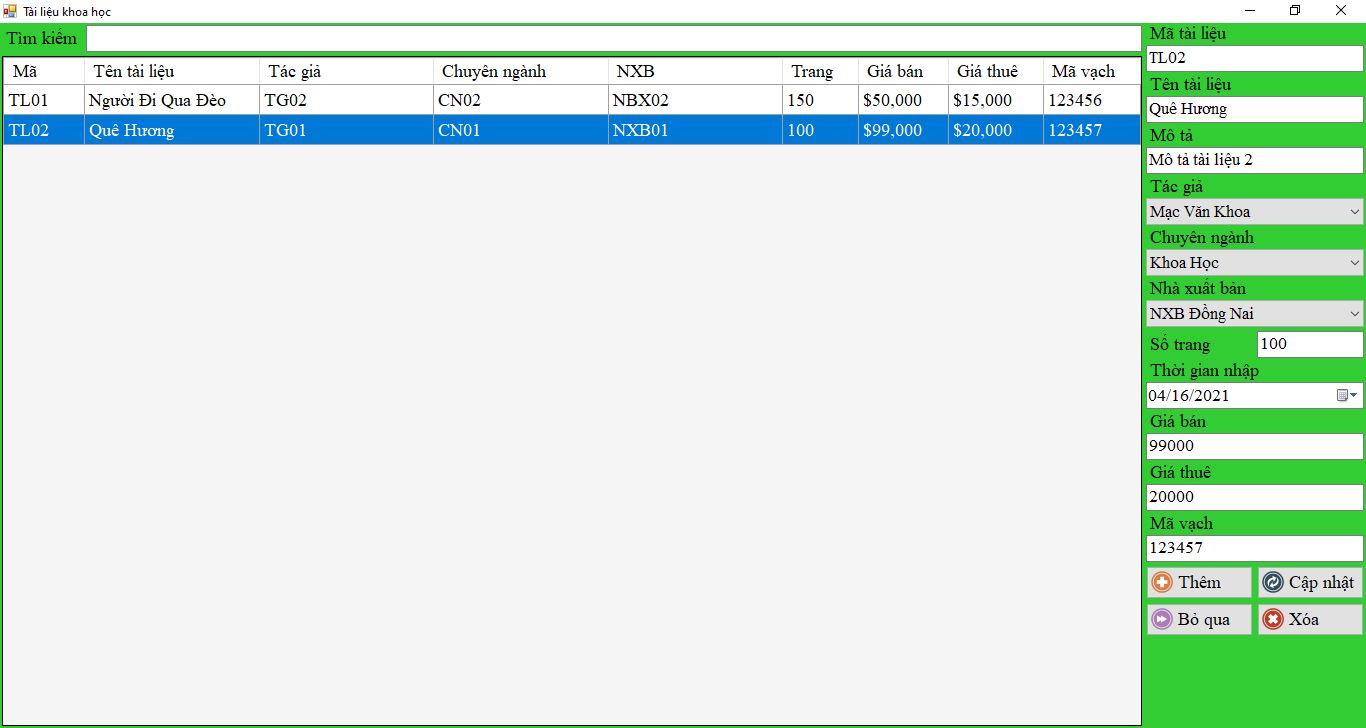 Tài liệu khoa học
Tìm kiếm
Mã Tên tài liệu Tác giả Chuyên ngành NXB Trang Giá bán Giá thuê Mã vạch
TL01 Người Đi Qua Đèo TG02 CN02 NBX02 150 $50,000 $15,000 123456
TL02 Quê Hương TG01 CN01 NXB01 100 $99,000 $20,000 123457
Mã tài liệu
TL02
Tên tài liệu
Quê Hương
Mô tả
Mô tả tài liệu 2
Tác giả
Mạc Văn Khoa
Chuyên ngành
Khoa Học
Nhà xuất bản
NXB Đồng Nai
Số trang 100
Thời gian nhập
04/16/2021
Giá bán
99000
Giá thuê
20000
Mã vạch
123457
Thêm Cập nhật
Bỏ qua Xóa